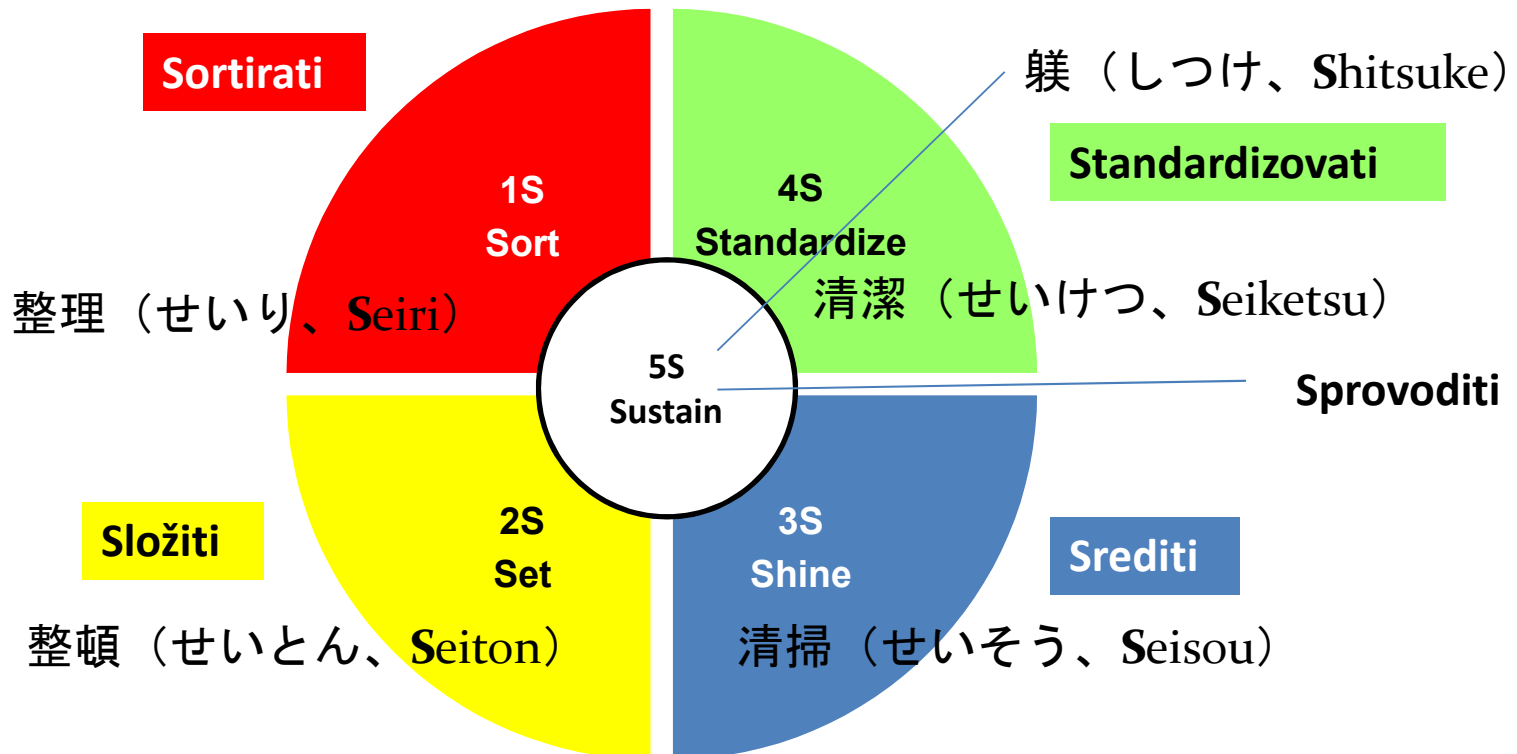 Sortirati
1S
Sort
整理（せいり、Seiri）
躾（しつけ、Shitsuke）
Standardizovati
4S
Standardize
清潔（せいけつ、Seiketsu）
5S
Sustain
Sprovoditi
Složiti
2S
Set
整頓（せいとん、Seiton）
3S
Shine
Srediti
清掃（せいそう、Seisou）